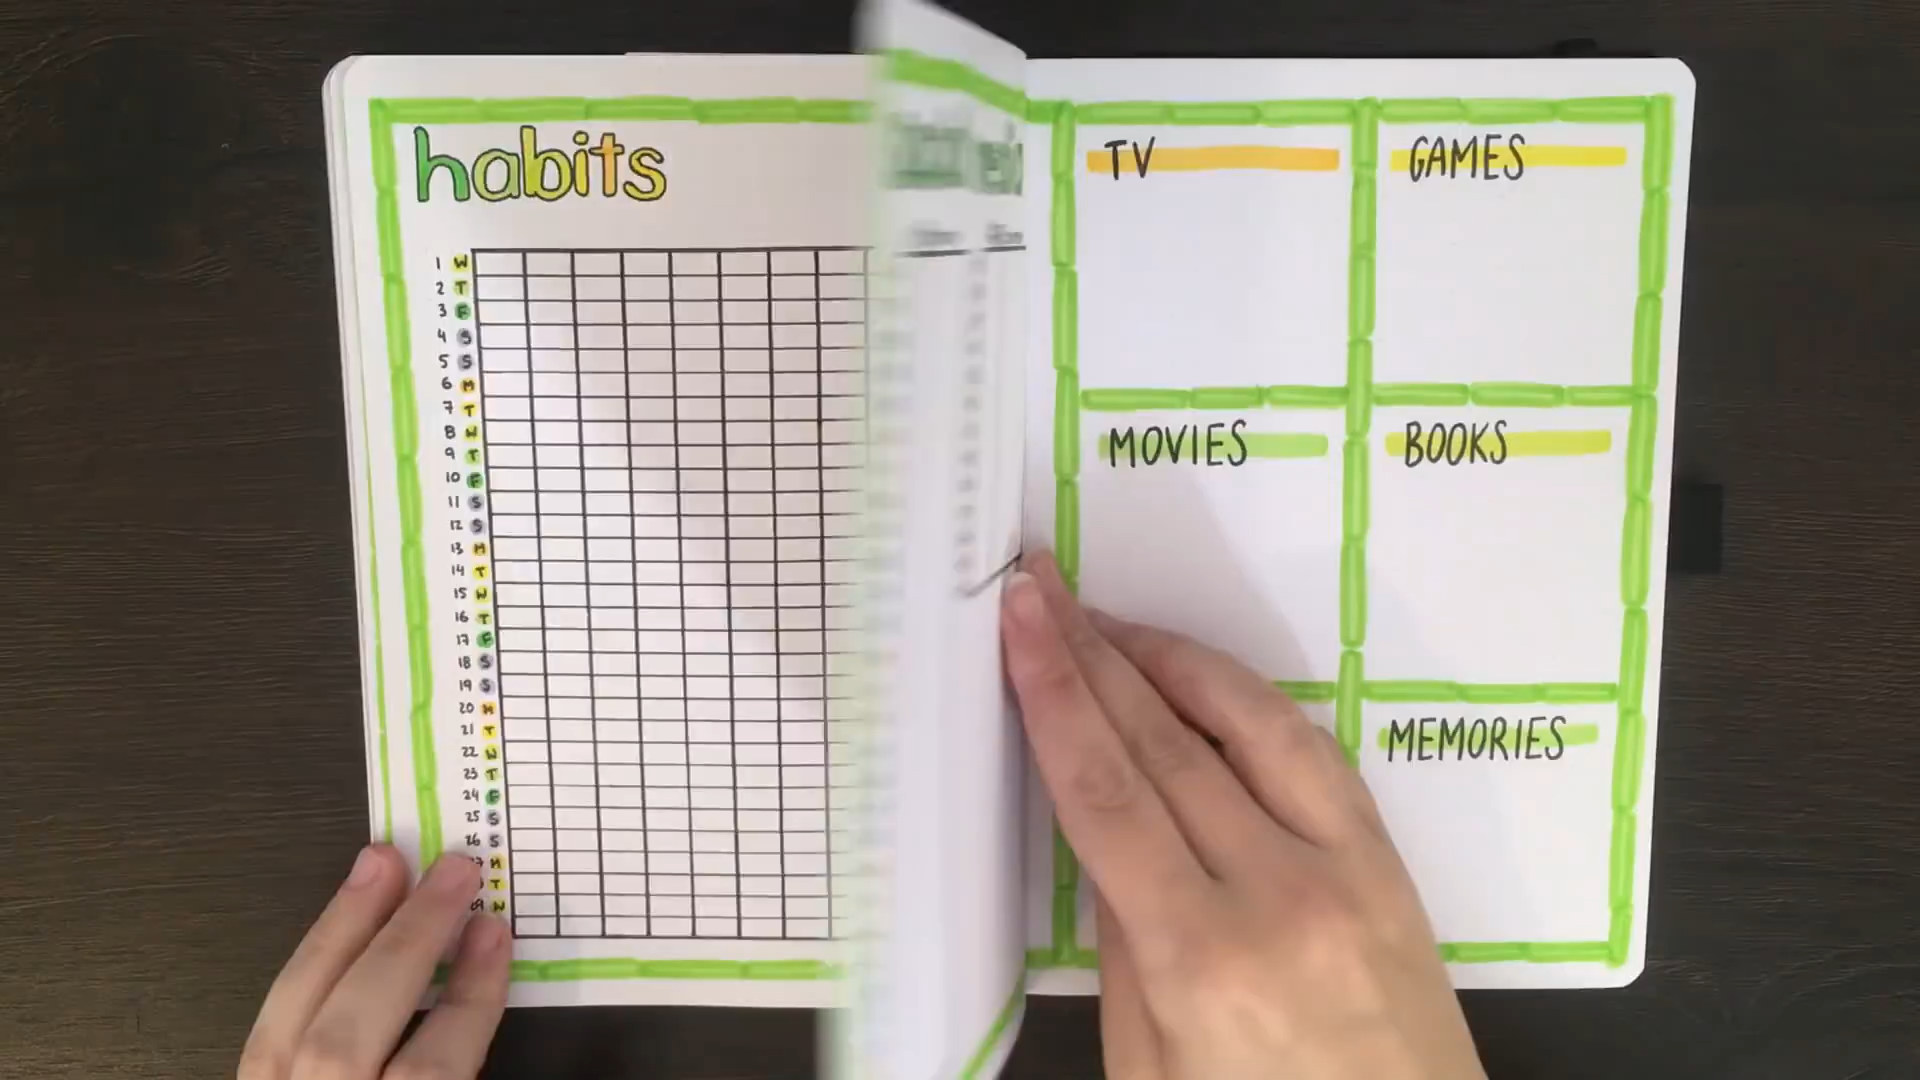 habits
1 W
2 T
3 F
4 S
5 S
6 M
7 T
8 W
9 T
10 F
11 S
12 S
13 M
14 T
15 W
16 T
17 F
18 S
19 S
20 M
21 T
22 W
23 T
24 F
25 S
26 S
M
T
W
TV
GAMES
MOVIES
BOOKS
MEMORIES